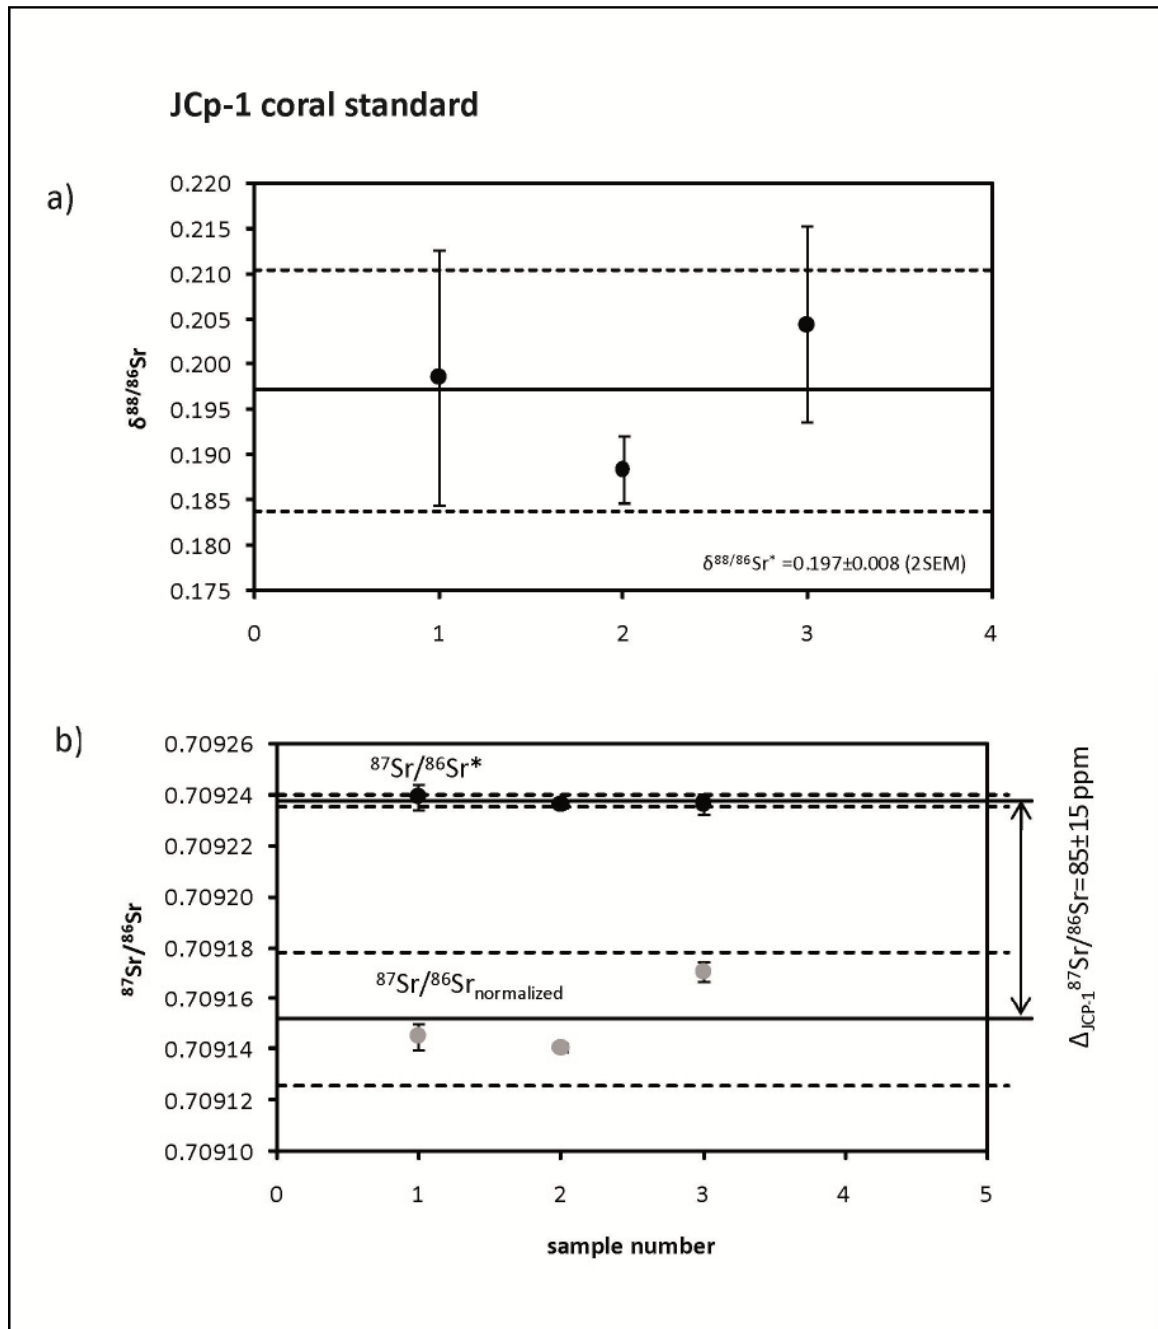 JCp-1 coral standard
a)
0.220
0.215
0.210
0.205
0.200
0.195
0.190
0.185
0.180
0.175
δ88/86Sr
δ88/86Sr* =0.197±0.008 (2SEM)
0 1 2 3 4
b)
0.70926
0.70924
0.70922
0.70920
0.70918
0.70916
0.70914
0.70912
0.70910
87Sr/86Sr
87Sr/86Sr*
87Sr/86Srnormalized
ΔJCP-1 87Sr/86Sr=85±15 ppm
0 1 2 3 4 5
sample number